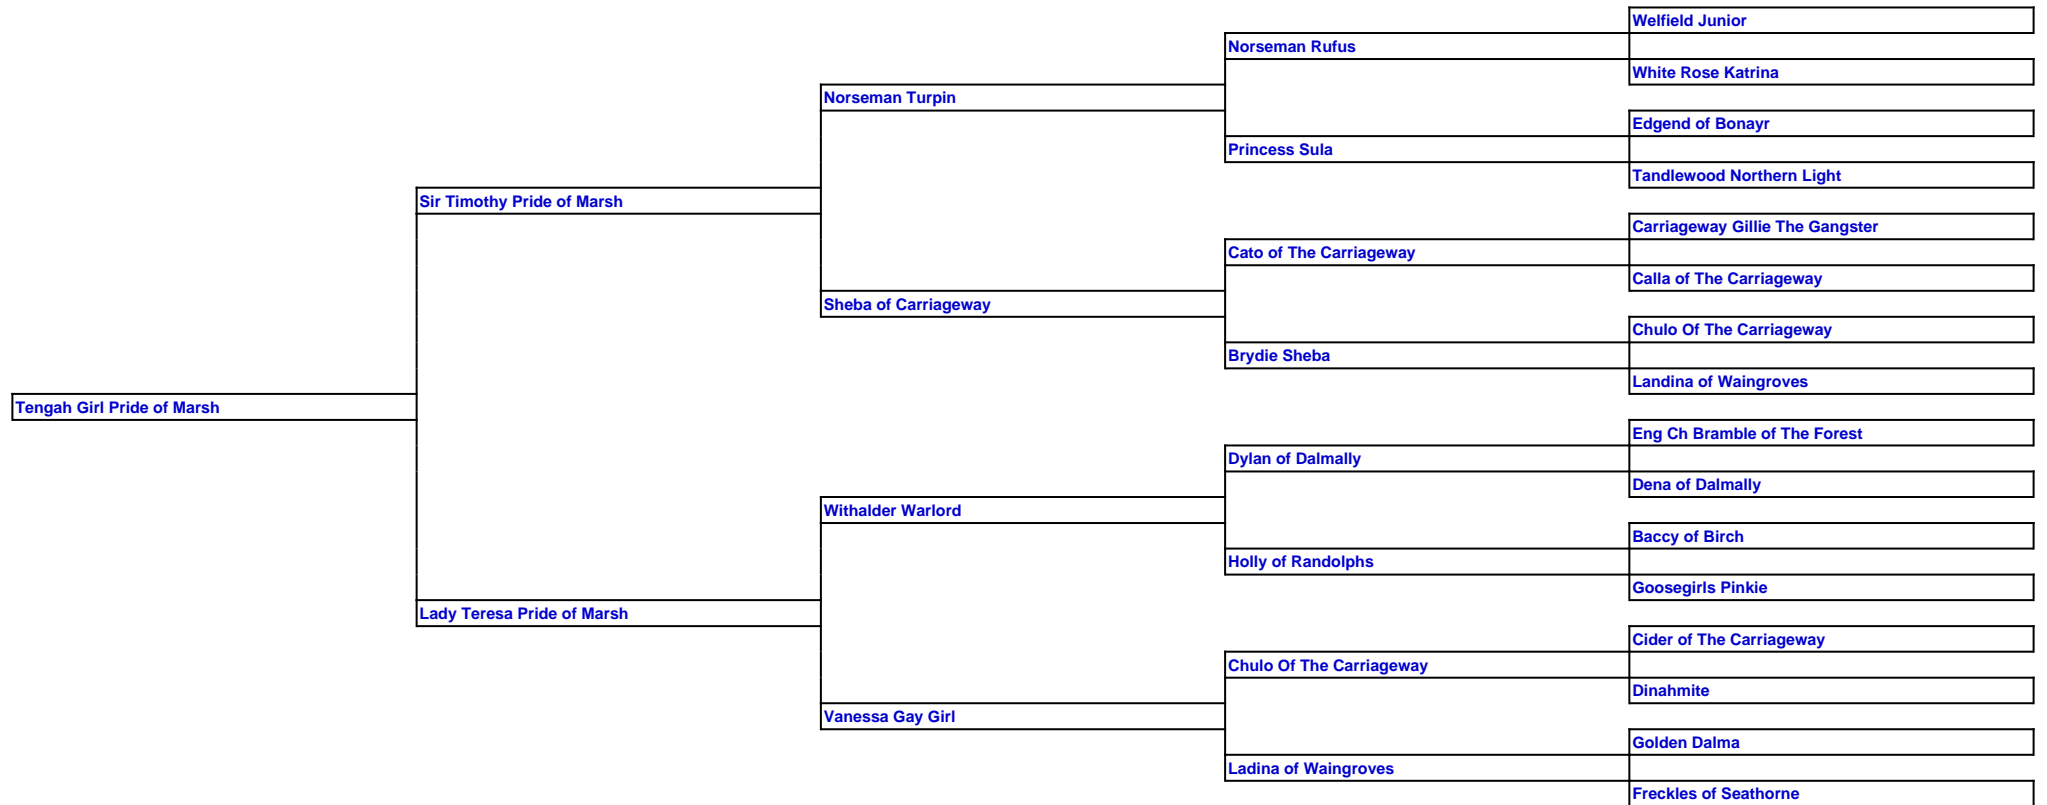 Welfield Junior
Norseman Rufus
White Rose Katrina
Norseman Turpin
Edgend of Bonayr
Princess Sula
Tandlewood Northern Light
Sir Timothy Pride of Marsh
Carriageway Gillie The Gangster
Cato of The Carriageway
Calla of The Carriageway
Sheba of Carriageway
Chulo Of The Carriageway
Brydie Sheba
Landina of Waingroves
Tengah Girl Pride of Marsh
Eng Ch Bramble of The Forest
Dylan of Dalmally
Dena of Dalmally
Withalder Warlord
Baccy of Birch
Holly of Randolphs
Goosegirls Pinkie
Lady Teresa Pride of Marsh
Cider of The Carriageway
Chulo Of The Carriageway
Dinahmite
Vanessa Gay Girl
Golden Dalma
Ladina of Waingroves
Freckles of Seathorne